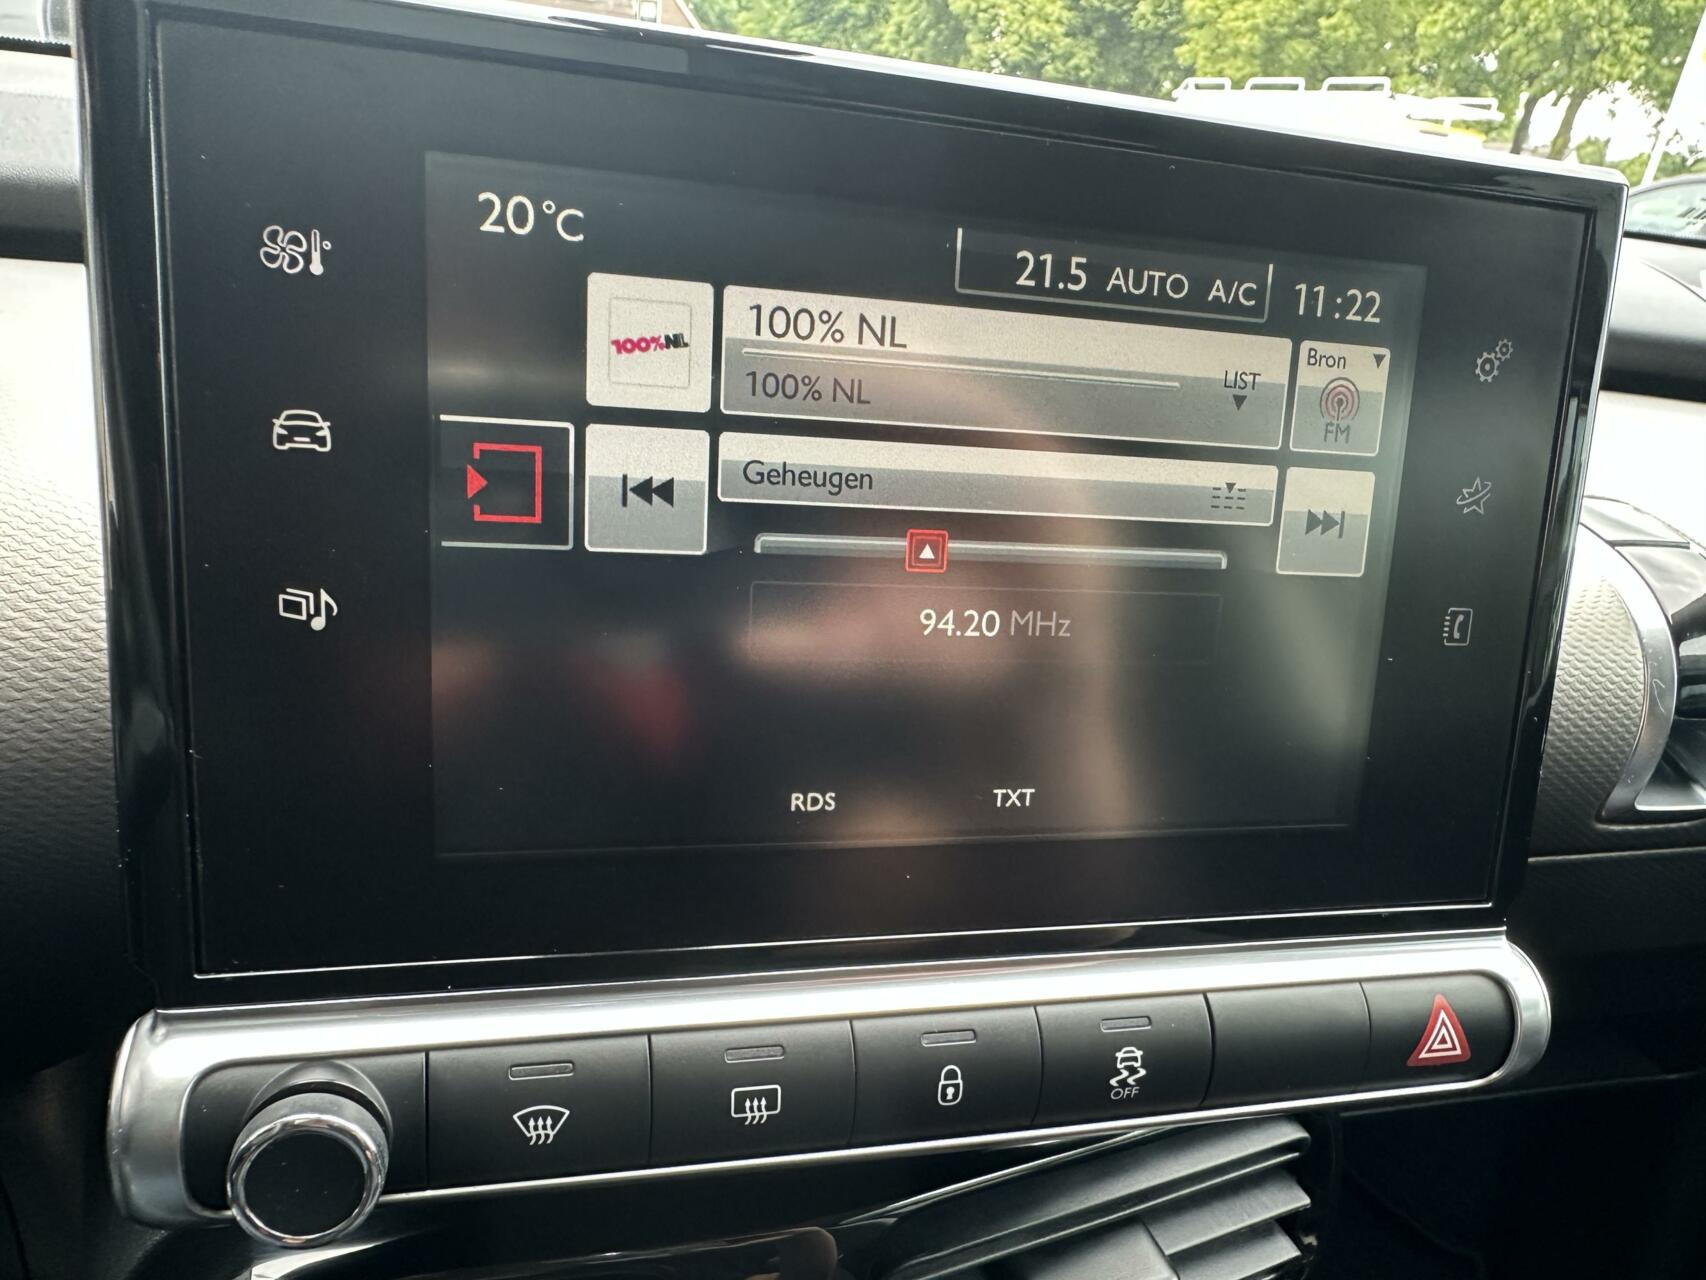 20°C
21.5 AUTO A/C
11:22
100%NL
100% NL
100% NL
LIST
Bron
FM
Geheugen
94.20 MHz
RDS
TXT
OFF